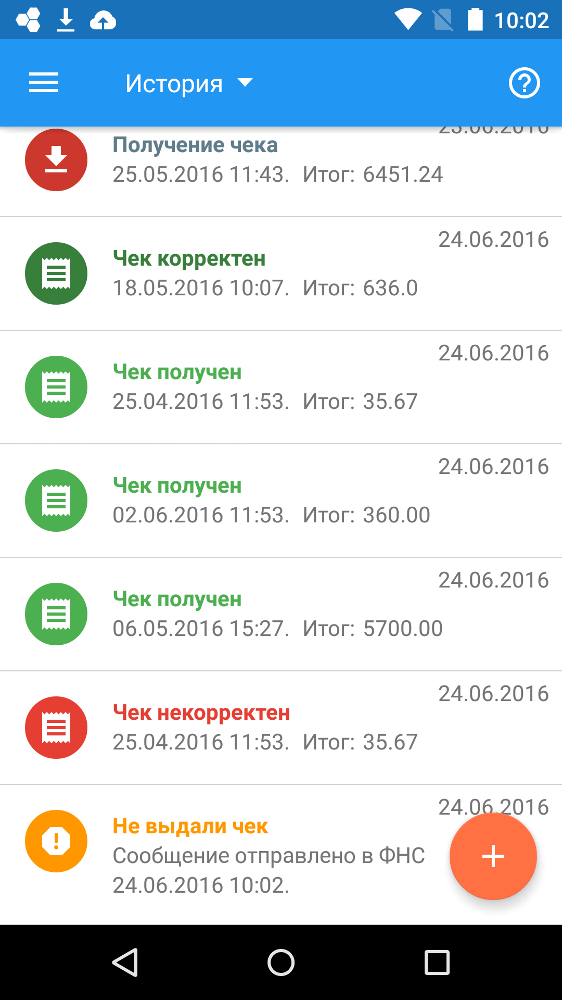 10:02
История
Получение чека
25.05.2016 11:43. Итог: 6451.24
24.06.2016
Чек корректен
18.05.2016 10:07. Итог: 636.0
24.06.2016
Чек получен
25.04.2016 11:53. Итог: 35.67
24.06.2016
Чек получен
02.06.2016 11:53. Итог: 360.00
24.06.2016
Чек получен
06.05.2016 15:27. Итог: 5700.00
24.06.2016
Чек некорректен
25.04.2016 11:53. Итог: 35.67
24.06.2016
Не выдали чек
Сообщение отправлено в ФНС
24.06.2016 10:02.